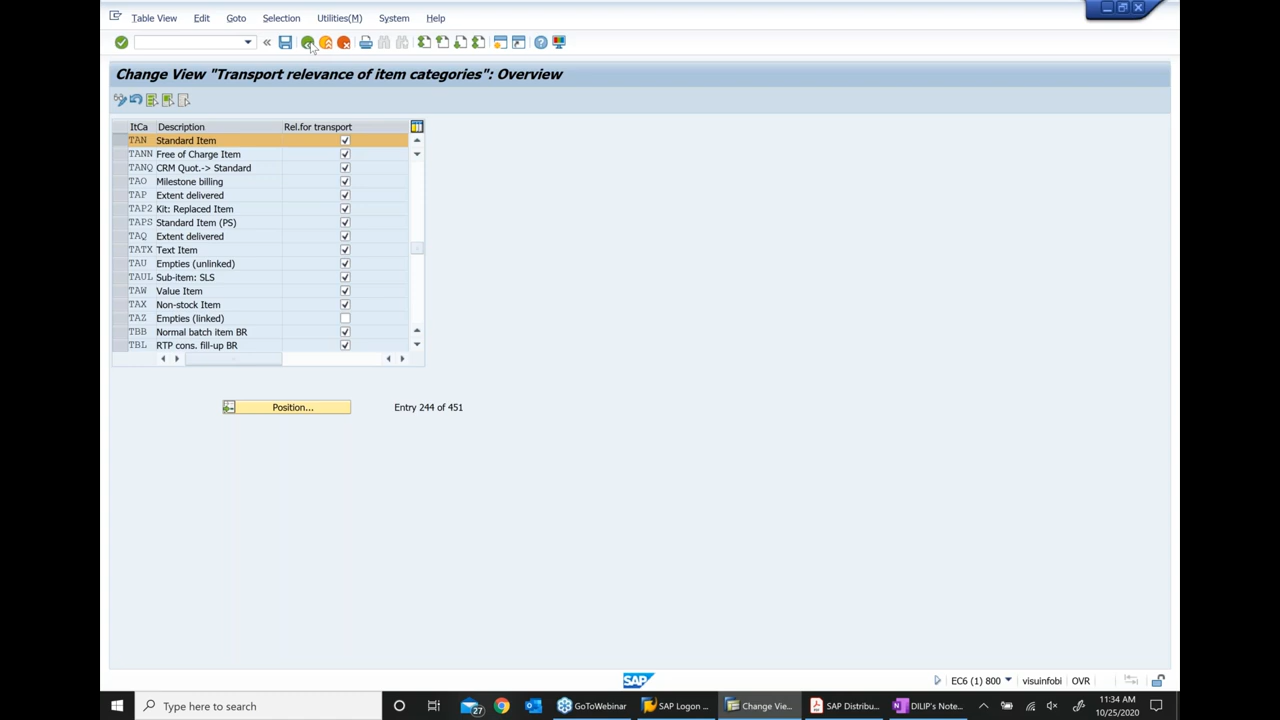 Table View Edit Goto Selection Utilities(M) System Help
Change View "Transport relevance of item categories": Overview
ItCa Description Rel.for transport
TAN Standard Item
TANN Free of Charge Item
TANQ CRM Quot.-> Standard
TAO Milestone billing
TAP Extent delivered
TAP2 Kit: Replaced Item
TAPS Standard Item (PS)
TAQ Extent delivered
TATX Text Item
TAU Empties (unlinked)
TAUL Sub-item: SLS
TAW Value Item
TAX Non-stock Item
TAZ Empties (linked)
TBB Normal batch item BR
TBL RTP cons. fill-up BR
Position... Entry 244 of 451
SAP EC6 (1) 800 visuinfobi OVR
Type here to search 27 GoToWebinar SAP Logon ... Change Vie... SAP Distribu... DILIP's Note... 11:34 AM
10/25/2020